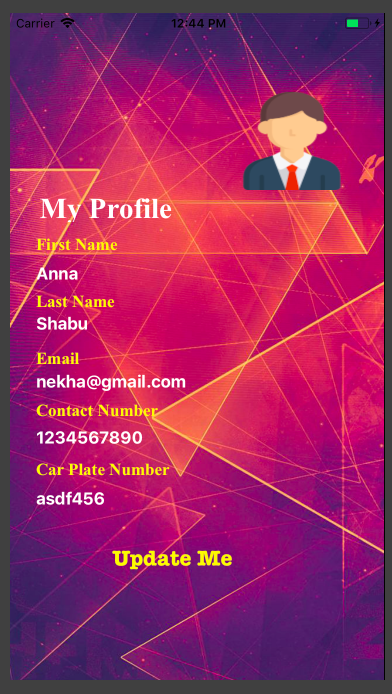 Carrier 12:44 PM
My Profile
First Name
Anna
Last Name
Shabu
Email
nekha@gmail.com
Contact Number
1234567890
Car Plate Number
asdf456
Update Me